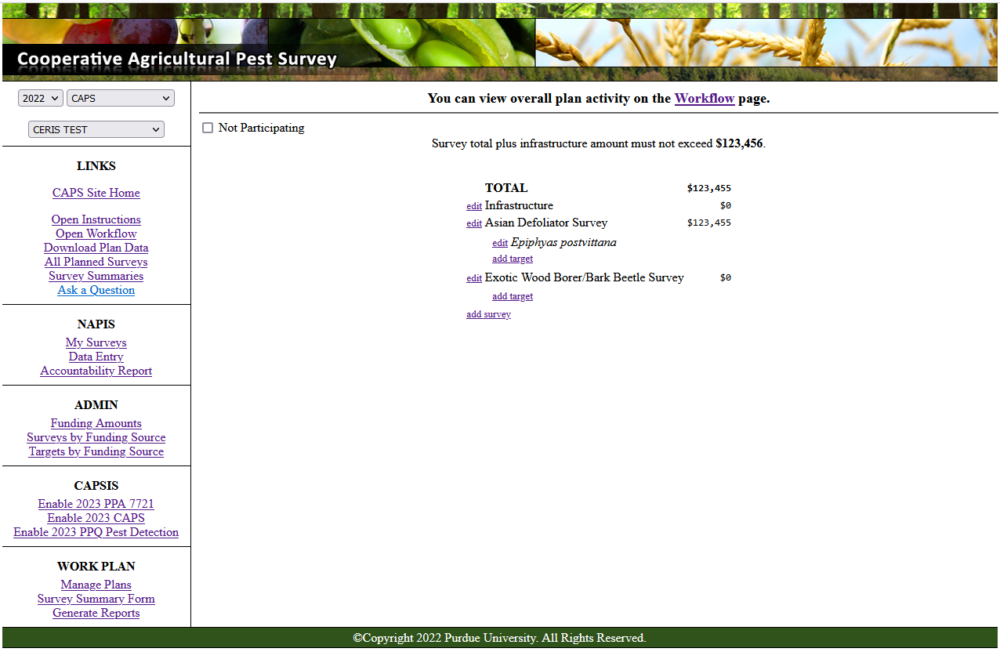 Cooperative Agricultural Pest Survey
2022 CAPS
CERIS TEST
LINKS
CAPS Site Home
Open Instructions
Open Workflow
Download Plan Data
All Planned Surveys
Survey Summaries
Ask a Question
NAPIS
My Surveys
Data Entry
Accountability Report
ADMIN
Funding Amounts
Surveys by Funding Source
Targets by Funding Source
CAPSIS
Enable 2023 PPA 7721
Enable 2023 CAPS
Enable 2023 PPQ Pest Detection
WORK PLAN
Manage Plans
Survey Summary Form
Generate Reports
You can view overall plan activity on the Workflow page.
Not Participating
Survey total plus infrastructure amount must not exceed $123,456.
TOTAL $123,455
edit Infrastructure $0
edit Asian Defoliator Survey $123,455
edit Epiphyas postvittana
add target
edit Exotic Wood Borer/Bark Beetle Survey $0
add target
add survey
©Copyright 2022 Purdue University. All Rights Reserved.